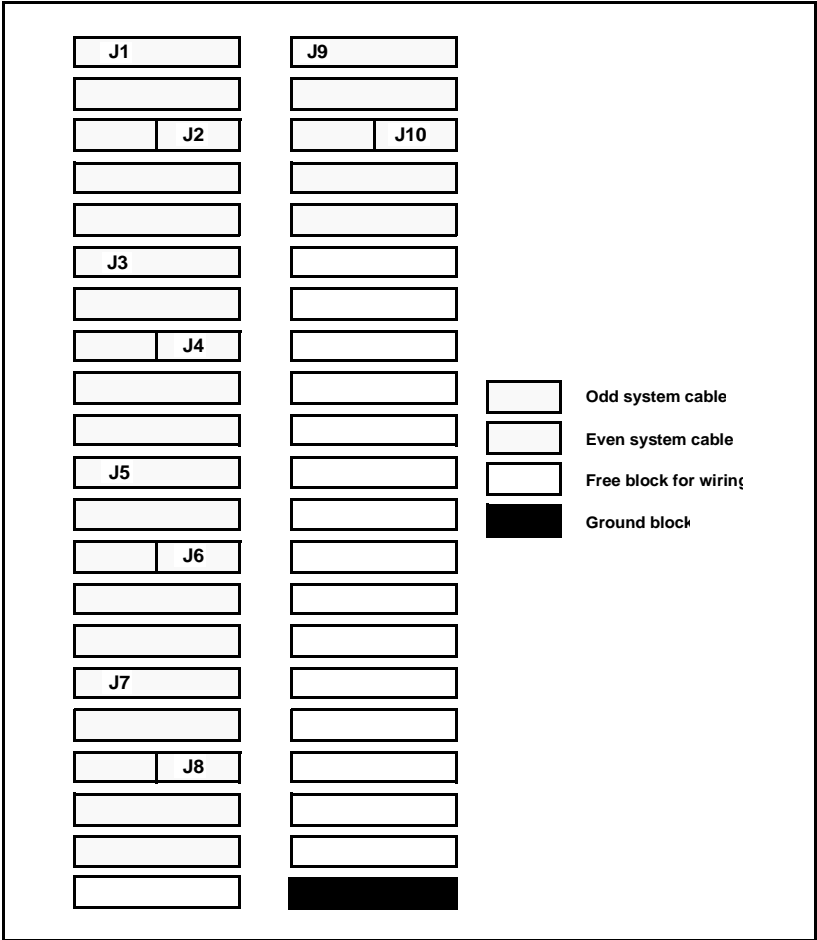 J1
J9
J2
J10
J3
J4
J5
J6
J7
J8
Odd system cable
Even system cable
Free block for wiring
Ground block